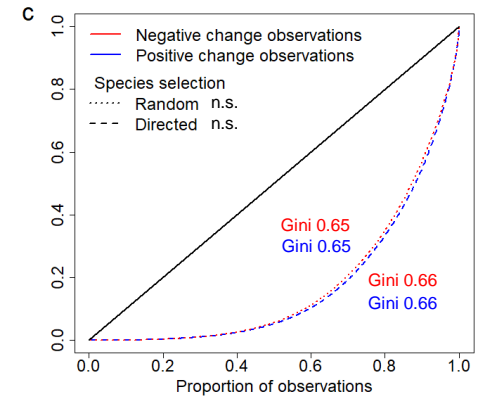 C
Negative change observations
Positive change observations
Species selection
Random n.s.
Directed n.s.
Gini 0.65
Gini 0.65
Gini 0.66
Gini 0.66
0.0 0.2 0.4 0.6 0.8 1.0
0.0 0.2 0.4 0.6 0.8 1.0
Proportion of observations